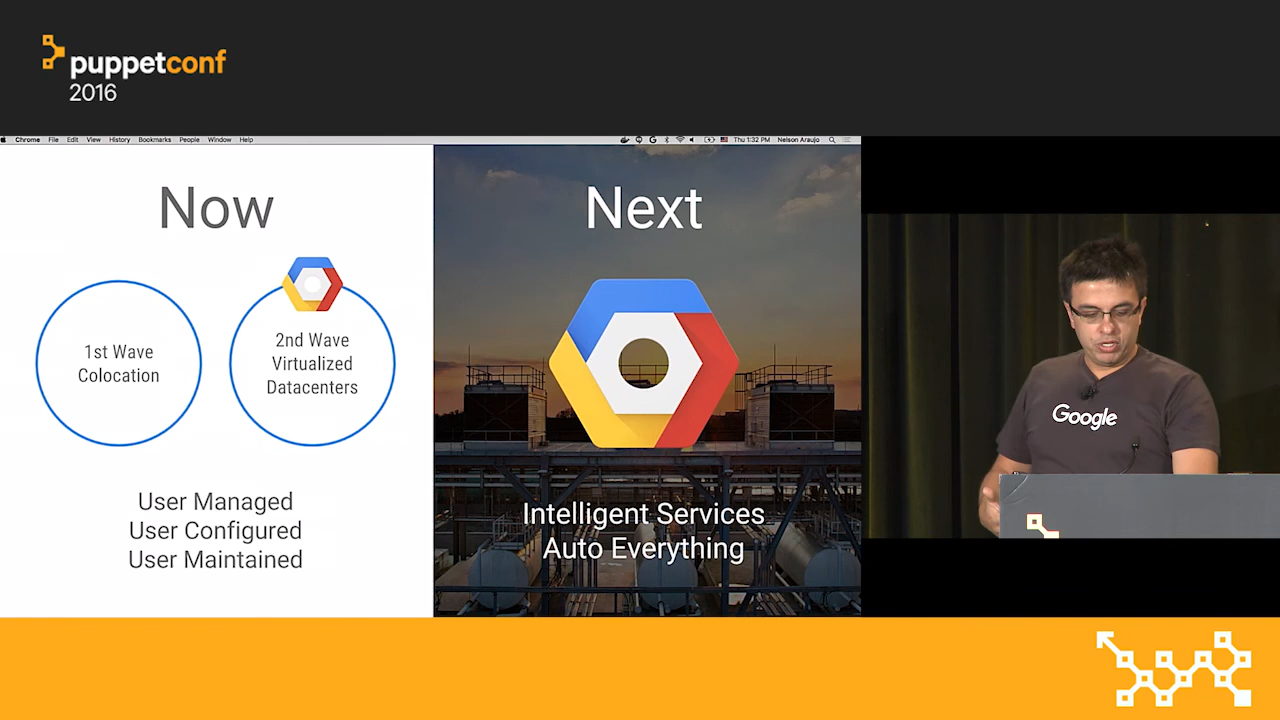 puppetconf
2016
Chrome File Edit View History Bookmarks People Window Help
Thu 1:32 PM Nelson Araujo
Now
1st Wave
Colocation
2nd Wave
Virtualized
Datacenters
User Managed
User Configured
User Maintained
Next
Intelligent Services
Auto Everything
Google